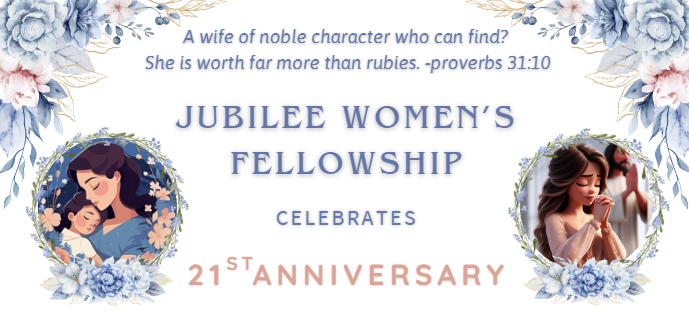 A wife of noble character who can find?
She is worth far more than rubies. -proverbs 31:10
JUBILEE WOMEN'S
FELLOWSHIP
CELEBRATES
21ST ANNIVERSARY